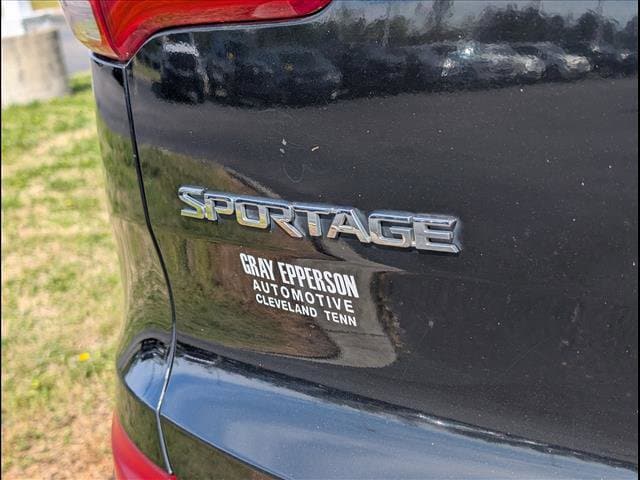 SPORTAGE
GRAY EPPERSON
AUTOMOTIVE
CLEVELAND TENN